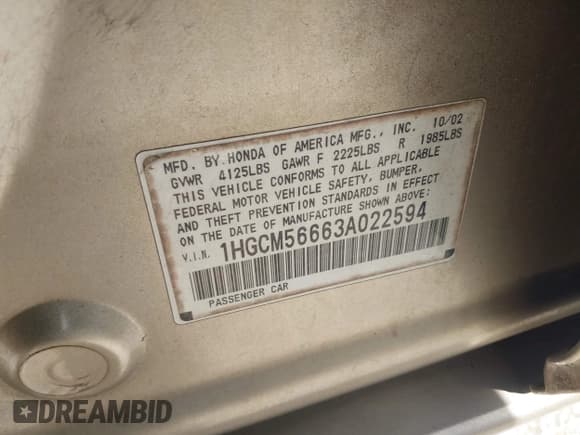 MFD. BY HONDA OF AMERICA MFG., INC. 10/02
GVWR 4125LBS GAWR F 2225LBS R 1985LBS
THIS VEHICLE CONFORMS TO ALL APPLICABLE
FEDERAL MOTOR VEHICLE SAFETY, BUMPER,
AND THEFT PREVENTION STANDARDS IN EFFECT
ON THE DATE OF MANUFACTURE SHOWN ABOVE:
V.I.N. 1HGCM56663A022594
PASSENGER CAR
DREAMBID